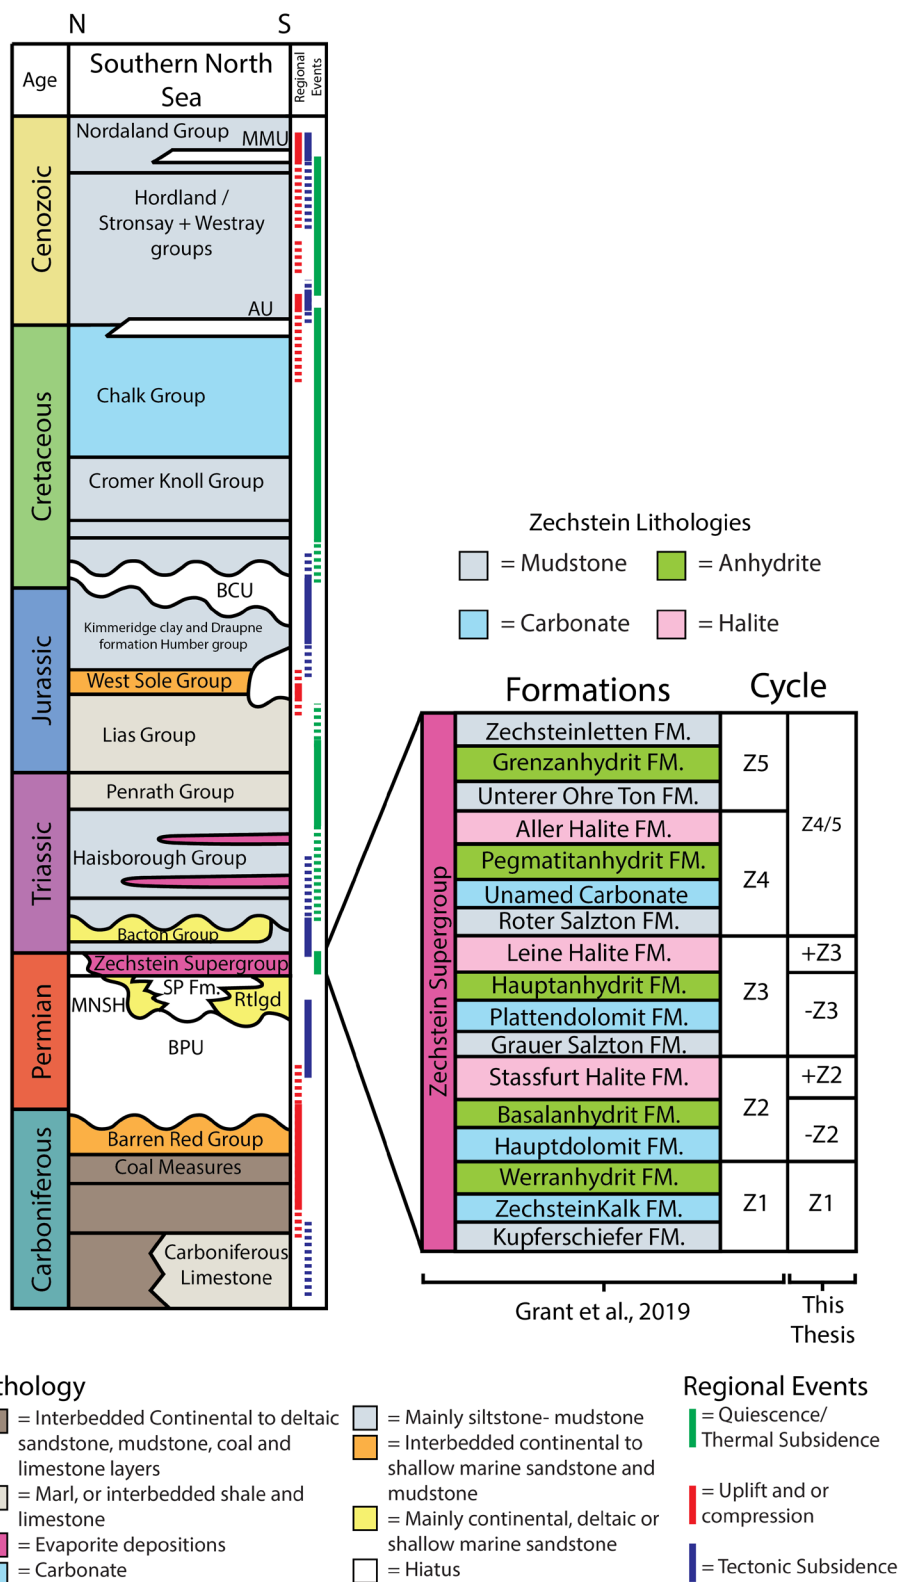 N S
Age
Southern North
Sea
Regional
Events
Cenozoic
Nordaland Group
MMU
Hordland /
Stronsay + Westray
groups
AU
Cretaceous
Chalk Group
Cromer Knoll Group
BCU
Jurassic
Kimmeridge clay and Draupne
formation Humber group
West Sole Group
Lias Group
Triassic
Penrath Group
Haisborough Group
Bacton Group
Permian
Zechstein Supergroup
SP Fm.
MNSH
Rtlgd
BPU
Carboniferous
Barren Red Group
Coal Measures
Carboniferous
Limestone
Zechstein Lithologies
= Mudstone
= Anhydrite
= Carbonate
= Halite
Formations
Cycle
Zechstein Supergroup
Zechsteinletten FM.
Grenzanhydrit FM.
Unterer Ohre Ton FM.
Aller Halite FM.
Pegmatitanhydrit FM.
Unamed Carbonate
Roter Salzton FM.
Leine Halite FM.
Hauptanhydrit FM.
Plattendolomit FM.
Grauer Salzton FM.
Stassfurt Halite FM.
Basalanhydrit FM.
Hauptdolomit FM.
Werranhydrit FM.
ZechsteinKalk FM.
Kupferschiefer FM.
Z5
Z4
Z3
Z2
Z1
Z4/5
+Z3
-Z3
+Z2
-Z2
Z1
Grant et al., 2019
This
Thesis
thology
= Interbedded Continental to deltaic
sandstone, mudstone, coal and
limestone layers
= Marl, or interbedded shale and
limestone
= Evaporite depositions
= Carbonate
= Mainly siltstone- mudstone
= Interbedded continental to
shallow marine sandstone and
mudstone
= Mainly continental, deltaic or
shallow marine sandstone
= Hiatus
Regional Events
= Quiescence/
Thermal Subsidence
= Uplift and or
compression
= Tectonic Subsidence